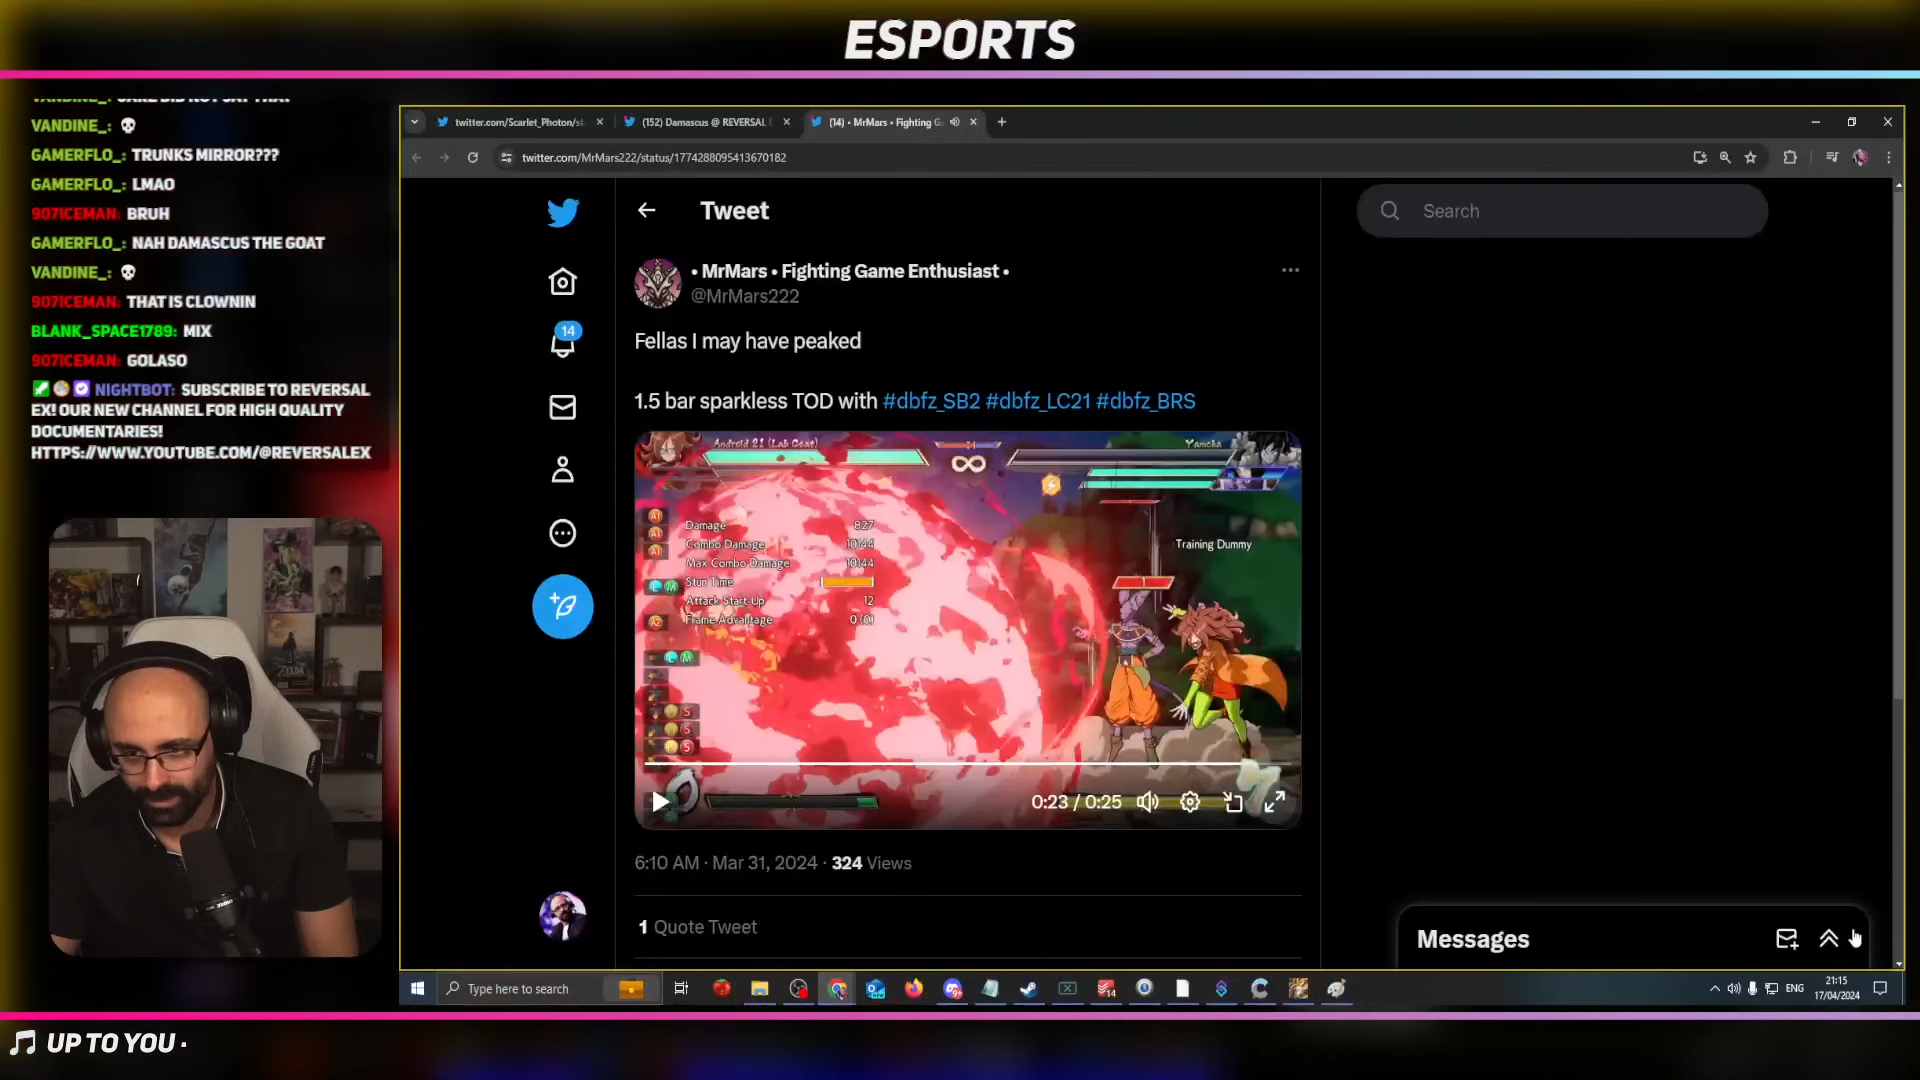 ESPORTS
VANDINE_: 💀
GAMERFLO_: TRUNKS MIRROR???
GAMERFLO_: LMAO
907ICEMAN: BRUH
GAMERFLO_: NAH DAMASCUS THE GOAT
VANDINE_: 💀
907ICEMAN: THAT IS CLOWNIN
BLANK_SPACE1789: MIX
907ICEMAN: GOLASO
NIGHTBOT: SUBSCRIBE TO REVERSAL
EX! OUR NEW CHANNEL FOR HIGH QUALITY
DOCUMENTARIES!
HTTPS://WWW.YOUTUBE.COM/@REVERSALEX
twitter.com/Scarlet_Photon/st
(152) Damascus @ REVERSAL
(14) • MrMars • Fighting G
twitter.com/MrMars222/status/1774288095413670182
Tweet
Search
• MrMars • Fighting Game Enthusiast •
@MrMars222
14
Fellas I may have peaked
1.5 bar sparkless TOD with #dbfz_SB2 #dbfz_LC21 #dbfz_BRS
Android 21 (Lab Coat)
Yamcha
∞
Damage 827
Combo Damage 10144
Max Combo Damage 10144
Stun Time
Attack Start-Up 12
Frame Advantage 0 (0)
Training Dummy
0:23 / 0:25
6:10 AM · Mar 31, 2024 · 324 Views
1 Quote Tweet
Messages
ZELDA
Type here to search
14
ENG
21:15
17/04/2024
UP TO YOU ·